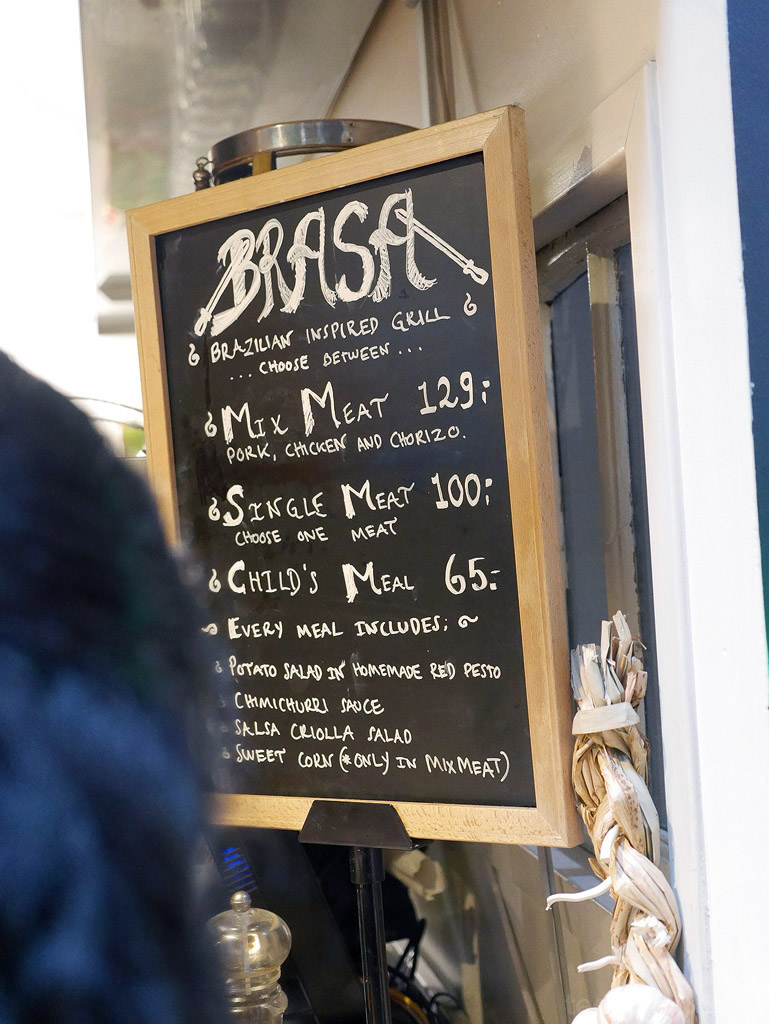 BRASA
BRAZILIAN INSPIRED GRILL
... CHOOSE BETWEEN ...
MIX MEAT 129:
PORK, CHICKEN AND CHORIZO.
SINGLE MEAT 100:
CHOOSE ONE MEAT
CHILD'S MEAL 65:-
~ EVERY MEAL INCLUDES: ~
POTATO SALAD IN HOMEMADE RED PESTO
CHIMICHURRI SAUCE
SALSA CRIOLLA SALAD
SWEET CORN (*ONLY IN MIX MEAT)